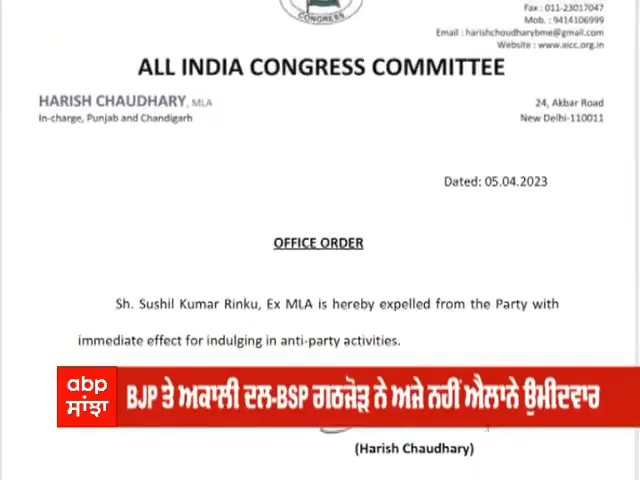 CONGRESS
Fax : 011-23017047
Mob. : 9414106999
Email : harishchoudharybme@gmail.com
Website : www.aicc.org.in
ALL INDIA CONGRESS COMMITTEE
HARISH CHAUDHARY, MLA
In-charge, Punjab and Chandigarh
24, Akbar Road
New Delhi-110011
Dated: 05.04.2023
OFFICE ORDER
Sh. Sushil Kumar Rinku, Ex MLA is hereby expelled from the Party with
immediate effect for indulging in anti-party activities.
abp
ਸਾਂਝਾ
BJP ਤੇ ਅਕਾਲੀ ਦਲ-BSP ਗਠਜੋੜ ਨੇ ਅਜੇ ਨਹੀਂ ਐਲਾਨੇ ਉਮੀਦਵਾਰ
(Harish Chaudhary)